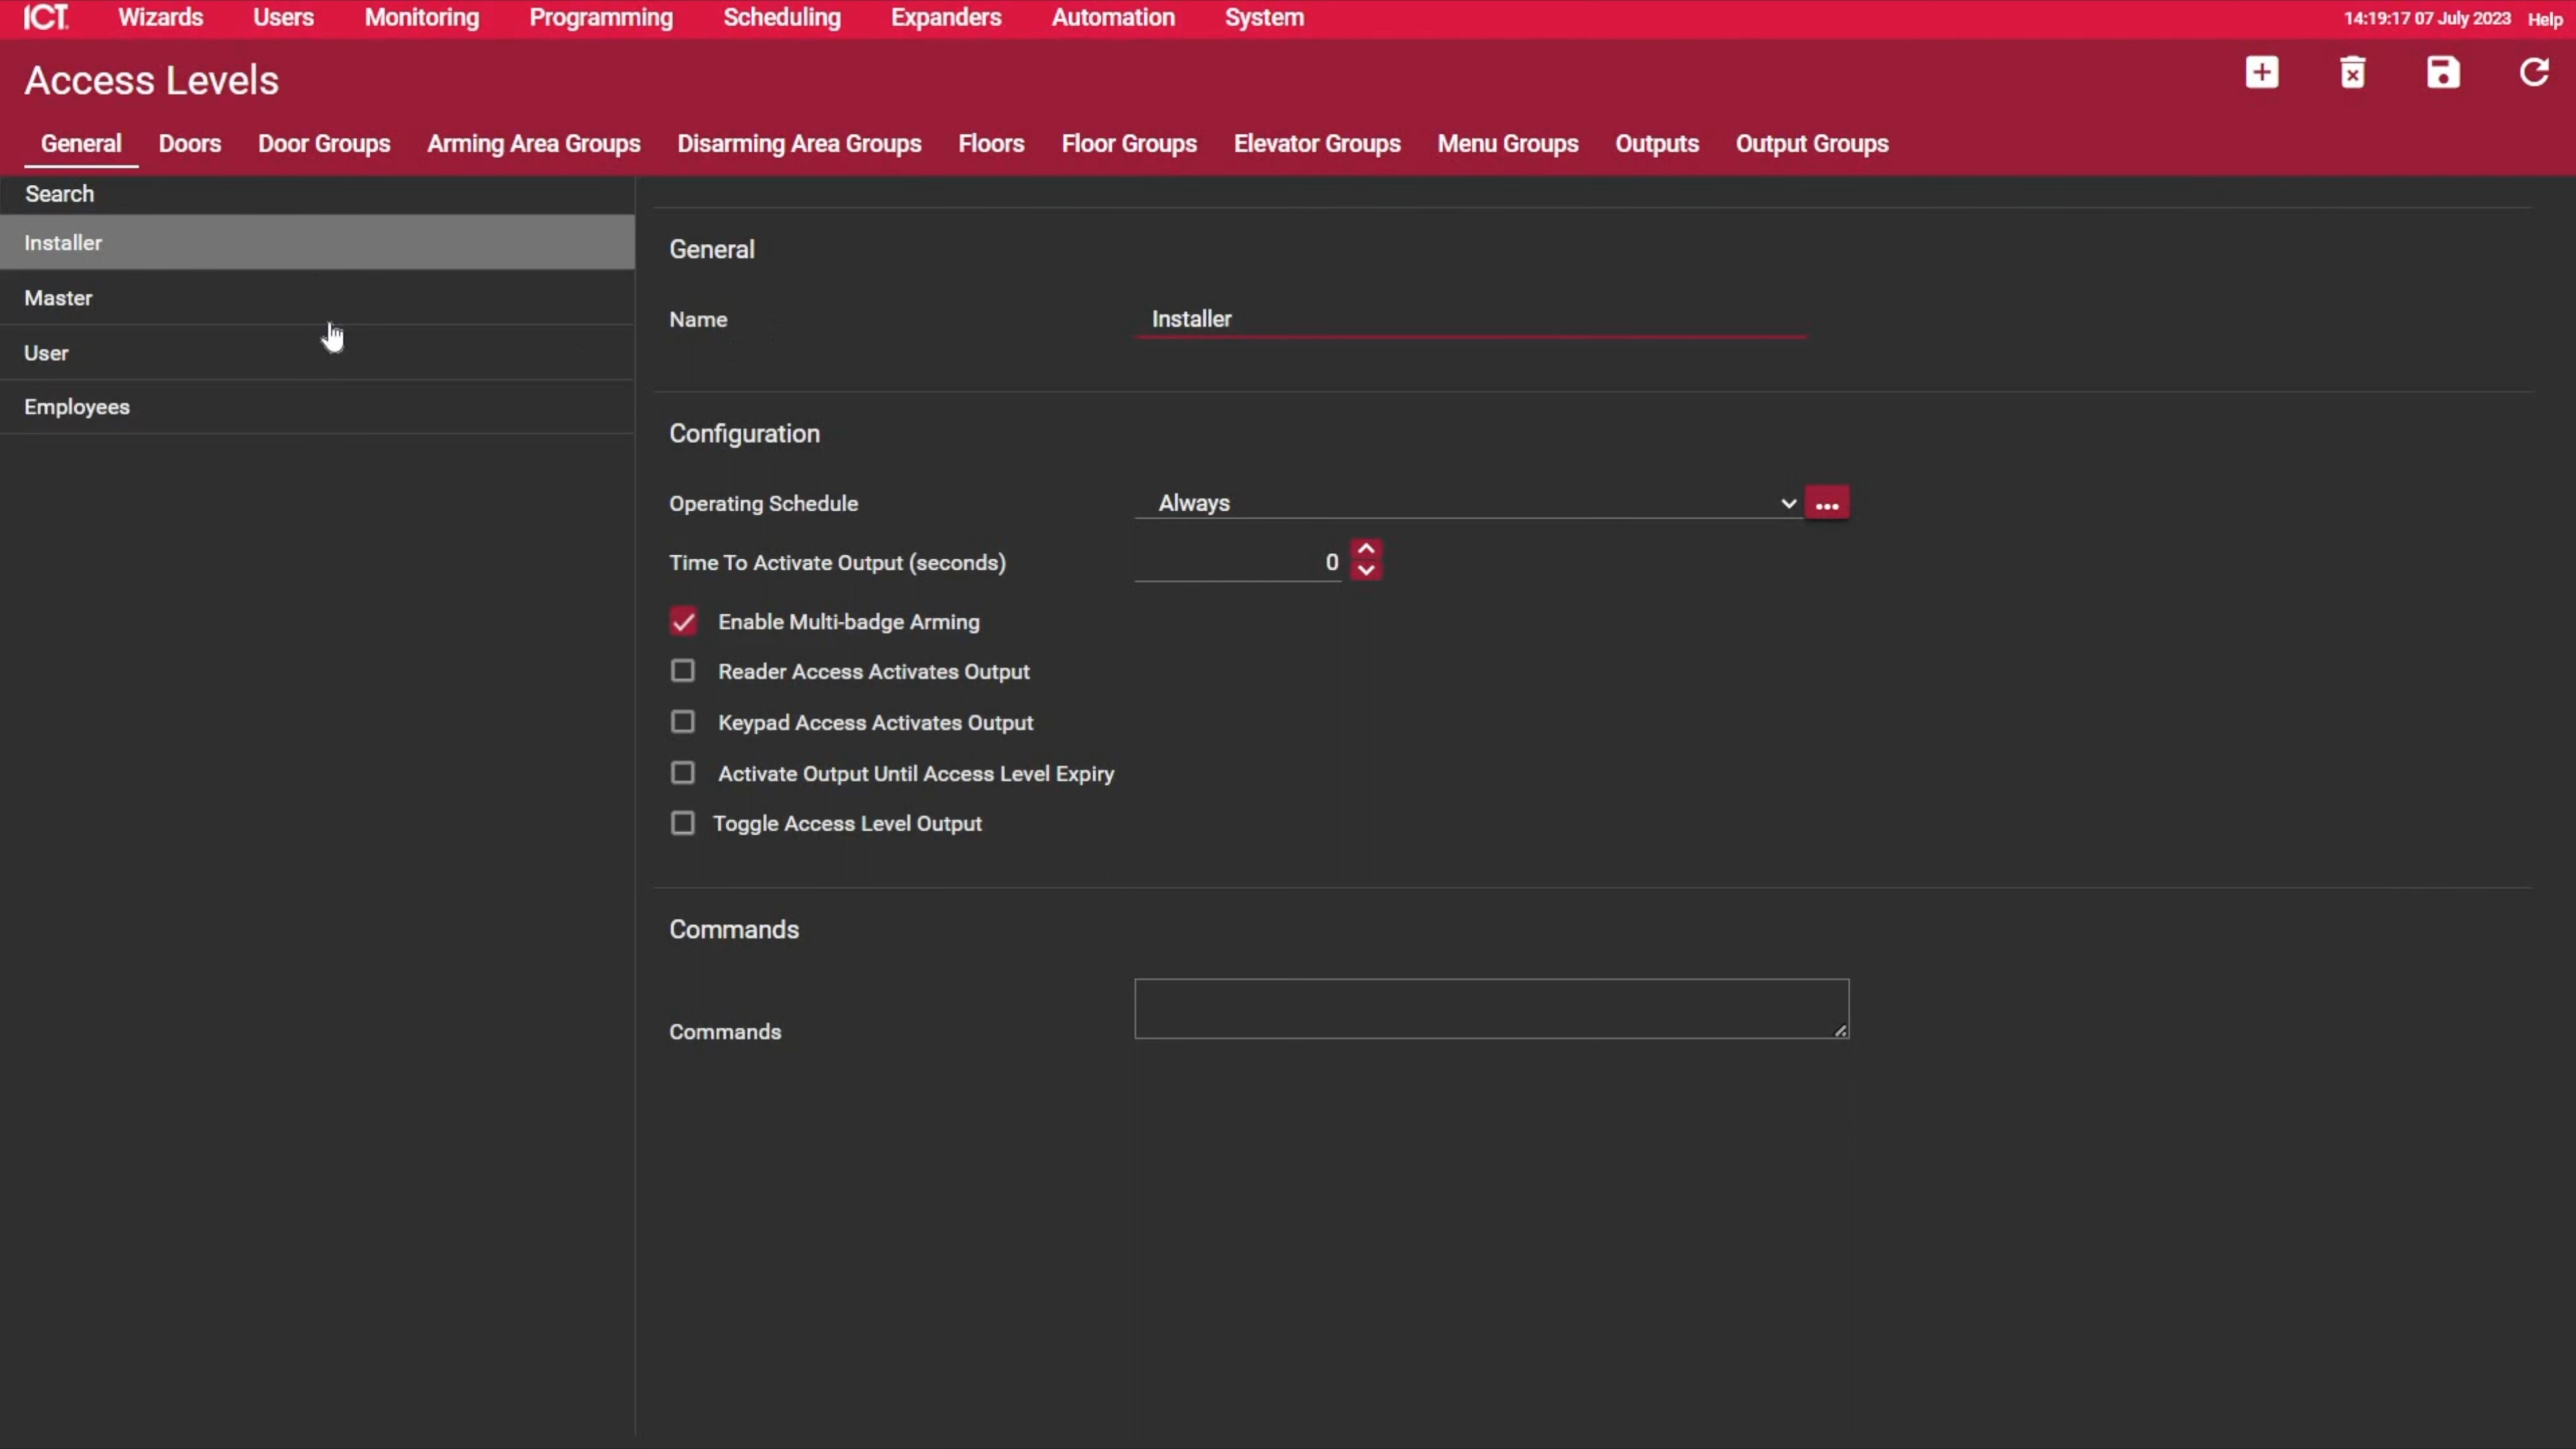 ICT. Wizards Users Monitoring Programming Scheduling Expanders Automation System 14:19:17 07 July 2023 Help
Access Levels
General Doors Door Groups Arming Area Groups Disarming Area Groups Floors Floor Groups Elevator Groups Menu Groups Outputs Output Groups
Search
Installer
Master
User
Employees
General
Name Installer
Configuration
Operating Schedule Always ...
Time To Activate Output (seconds) 0
Enable Multi-badge Arming
Reader Access Activates Output
Keypad Access Activates Output
Activate Output Until Access Level Expiry
Toggle Access Level Output
Commands
Commands